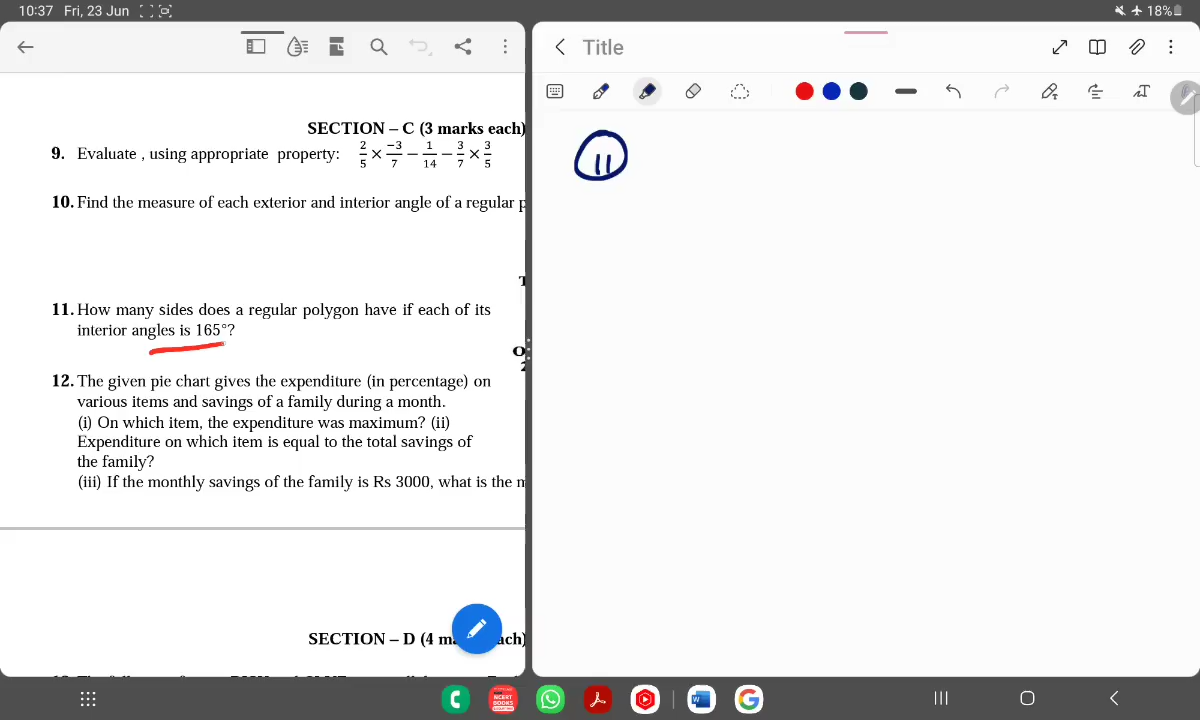 10:37 Fri, 23 Jun
18%
Title
SECTION – C (3 marks each)
9. Evaluate , using appropriate property: 2/5 × -3/7 − 1/14 − 3/7 × 3/5
10. Find the measure of each exterior and interior angle of a regular p
11. How many sides does a regular polygon have if each of its
interior angles is 165°?
12. The given pie chart gives the expenditure (in percentage) on
various items and savings of a family during a month.
(i) On which item, the expenditure was maximum? (ii)
Expenditure on which item is equal to the total savings of
the family?
(iii) If the monthly savings of the family is Rs 3000, what is the m
SECTION – D (4 m ach)
11